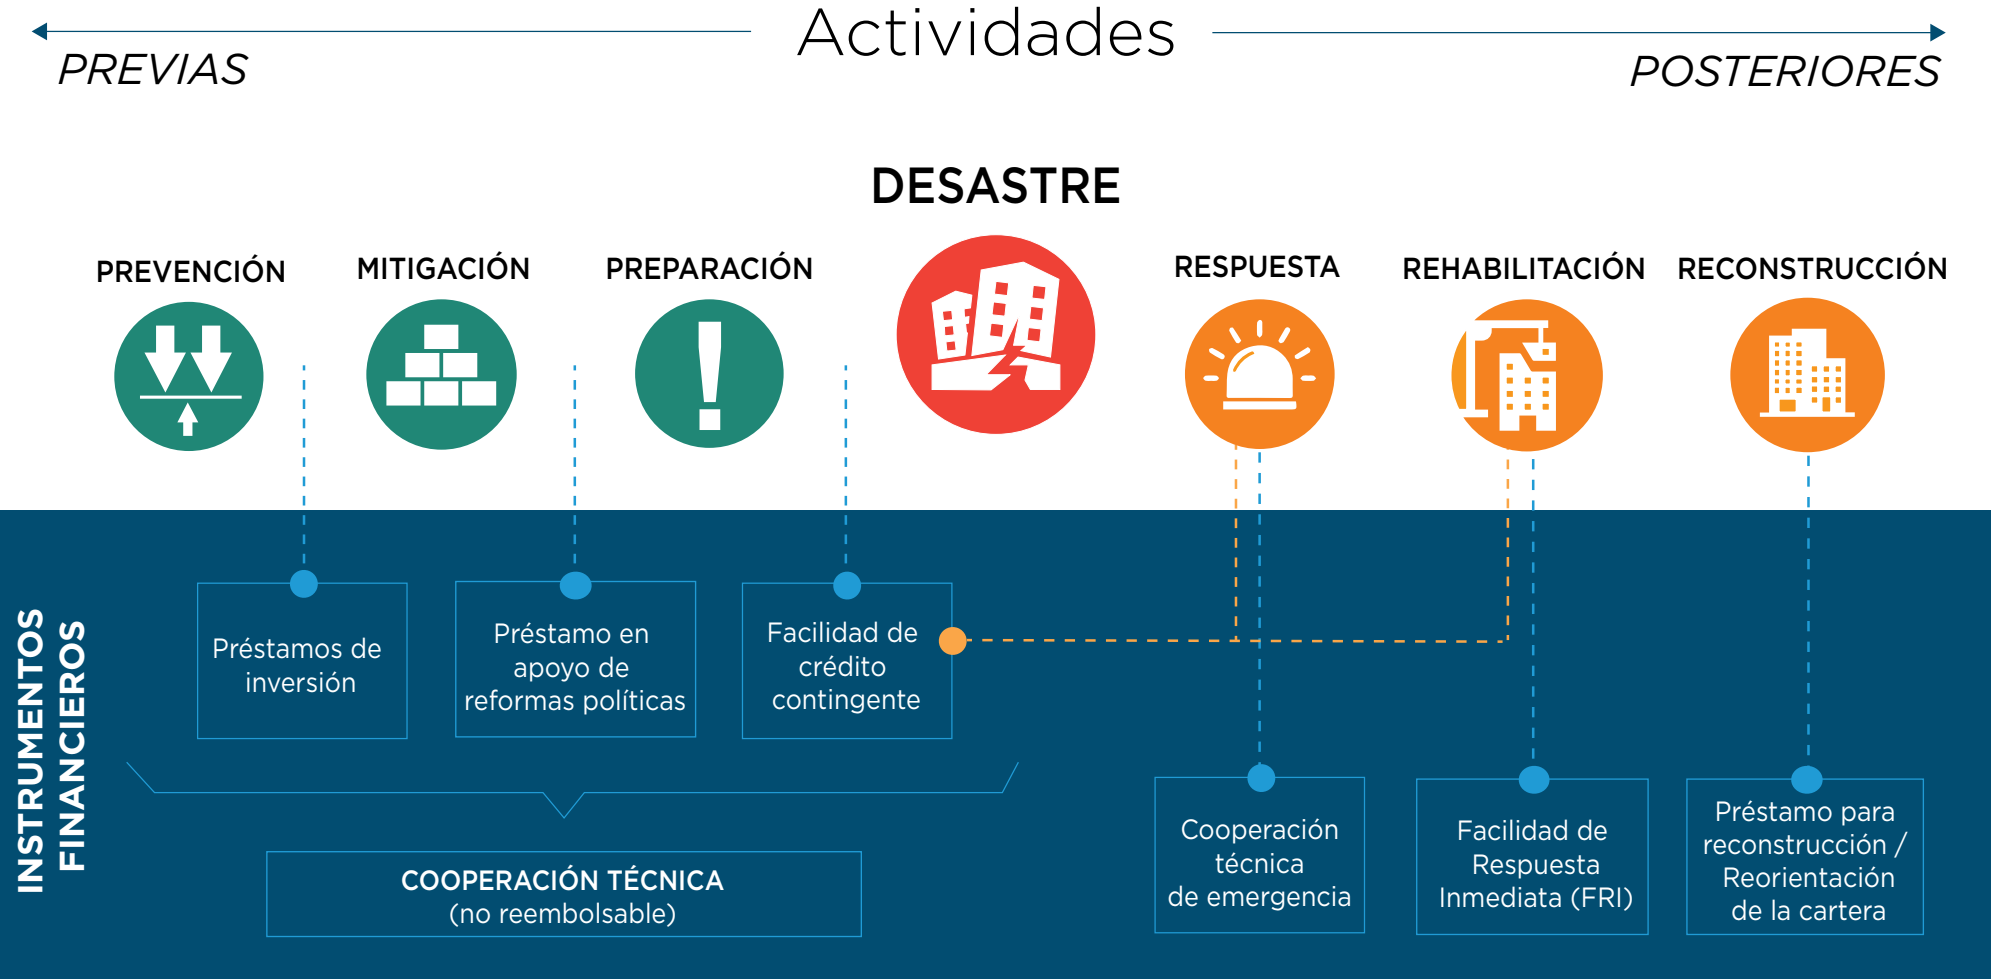 Actividades
PREVIAS
POSTERIORES
DESASTRE
PREVENCIÓN
MITIGACIÓN
PREPARACIÓN
RESPUESTA
REHABILITACIÓN
RECONSTRUCCIÓN
INSTRUMENTOS
FINANCIEROS
Préstamos de
inversión
Préstamo en
apoyo de
reformas políticas
Facilidad de
crédito
contingente
COOPERACIÓN TÉCNICA
(no reembolsable)
Cooperación
técnica
de emergencia
Facilidad de
Respuesta
Inmediata (FRI)
Préstamo para
reconstrucción /
Reorientación
de la cartera